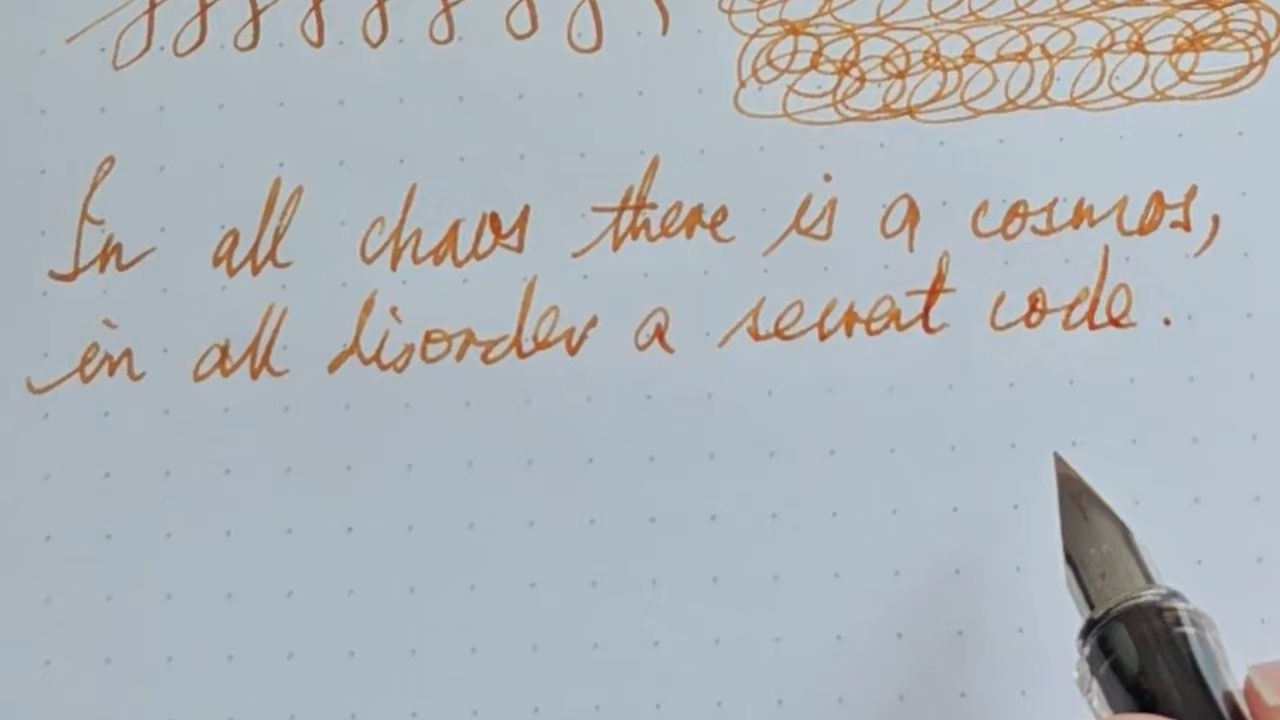 In all chaos there is a cosmos,
in all disorder a secret code.